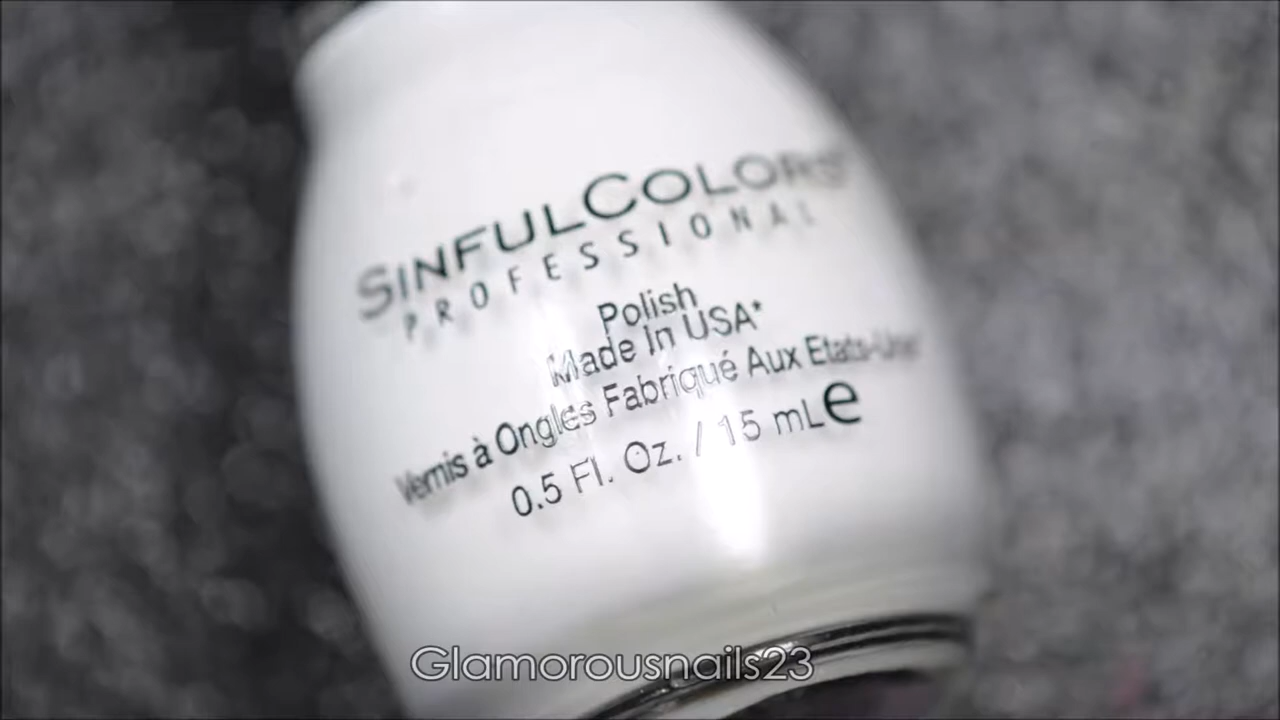 SINFULCOLORS
PROFESSIONAL
Polish
Made In USA*
Vernis à Ongles Fabriqué Aux Etats-Unis*
0.5 Fl. Oz. / 15 mL e
Glamorousnails23